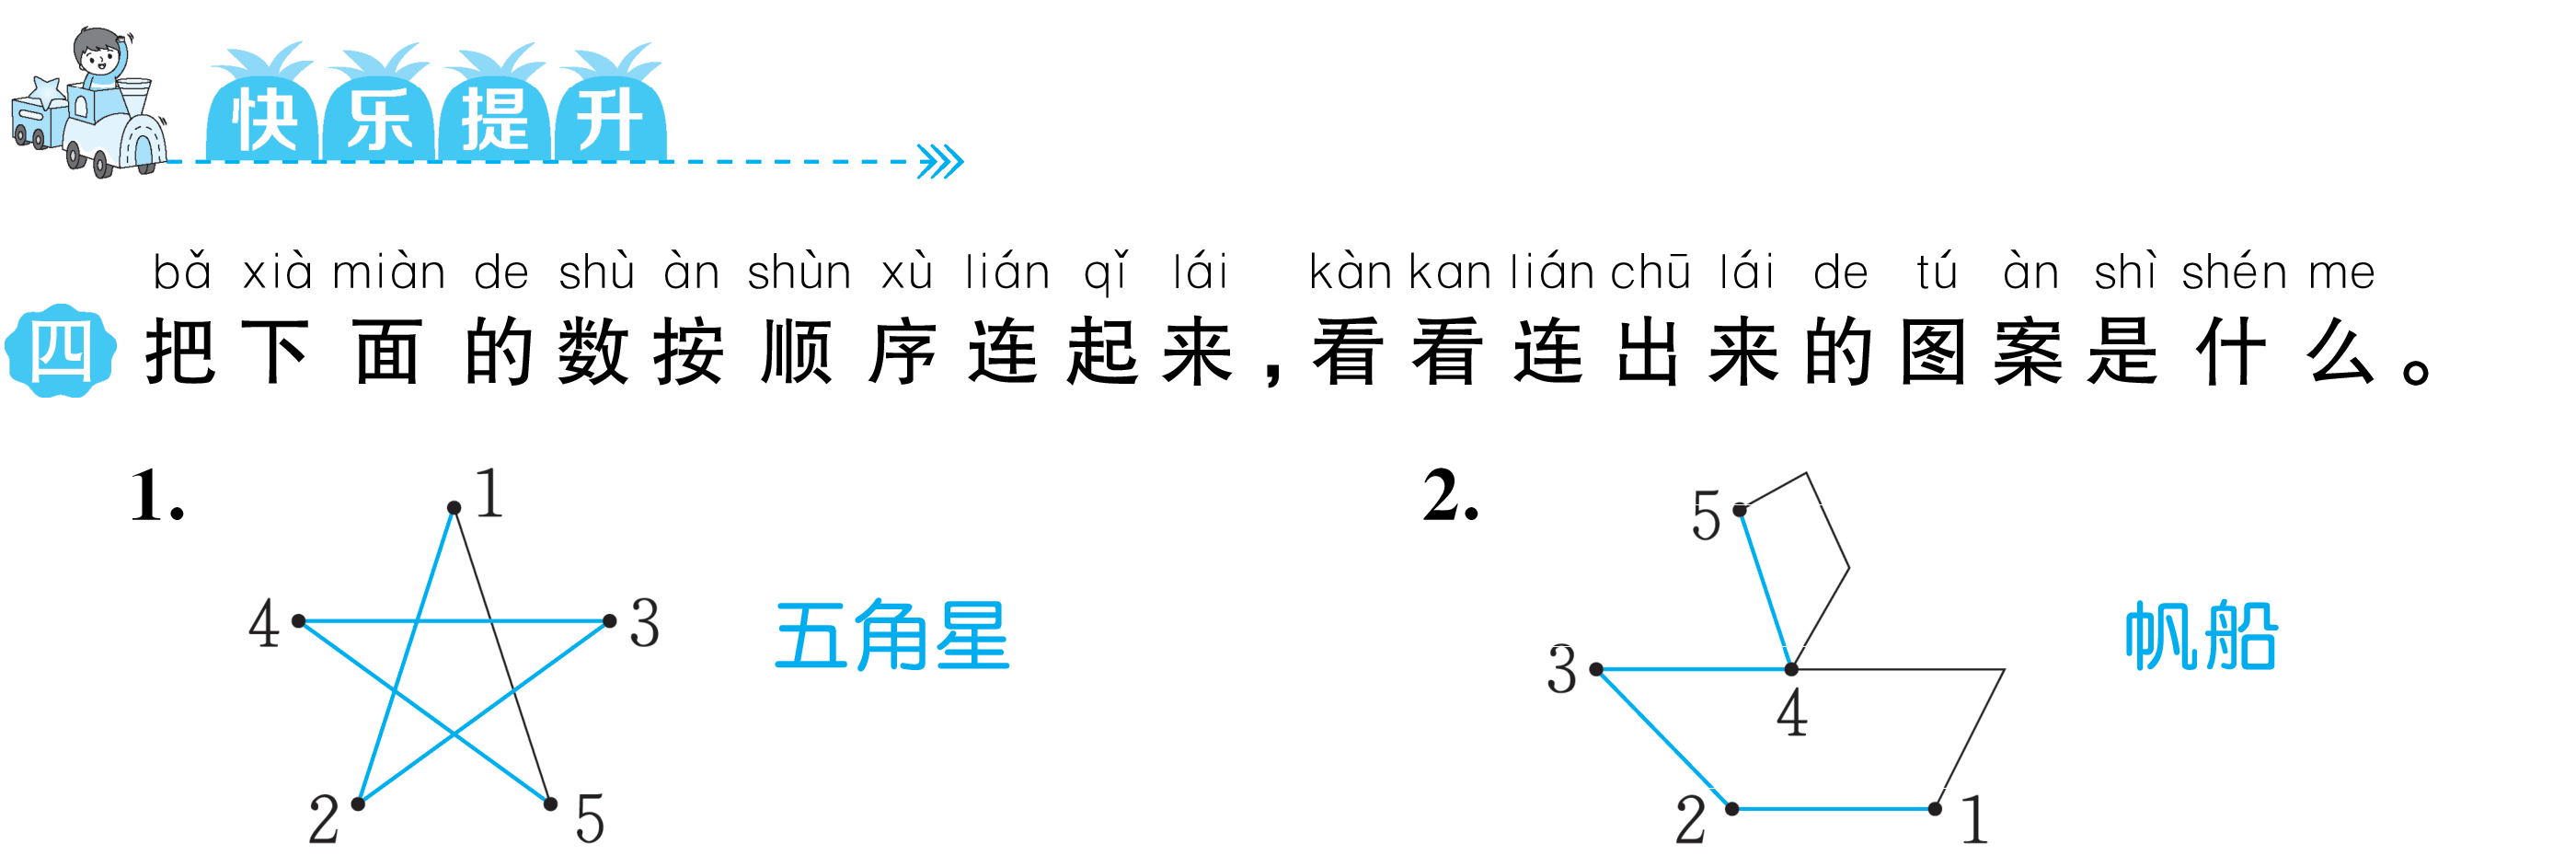 快乐提升
bǎ xià miàn de shù àn shùn xù lián qǐ lái kàn kan lián chū lái de tú àn shì shén me
四 把下面的数按顺序连起来，看看连出来的图案是什么。
1. 1 2 3 4 5 五角星
2. 1 2 3 4 5 帆船